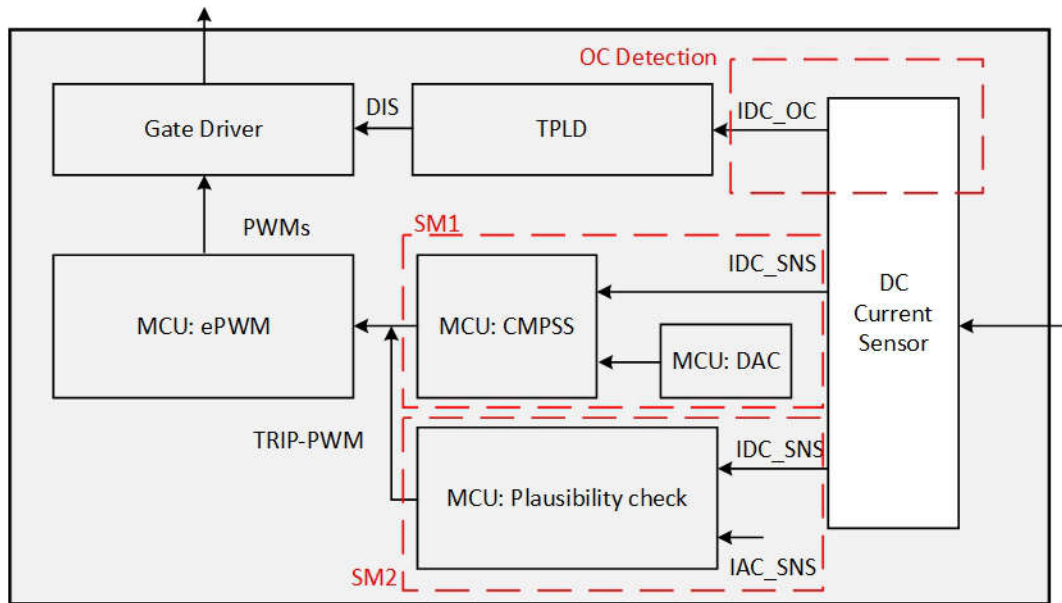 OC Detection
Gate Driver
DIS
TPLD
IDC_OC
PWMs
SM1
IDC_SNS
MCU: ePWM
MCU: CMPSS
MCU: DAC
DC
Current
Sensor
TRIP-PWM
MCU: Plausibility check
IDC_SNS
IAC_SNS
SM2